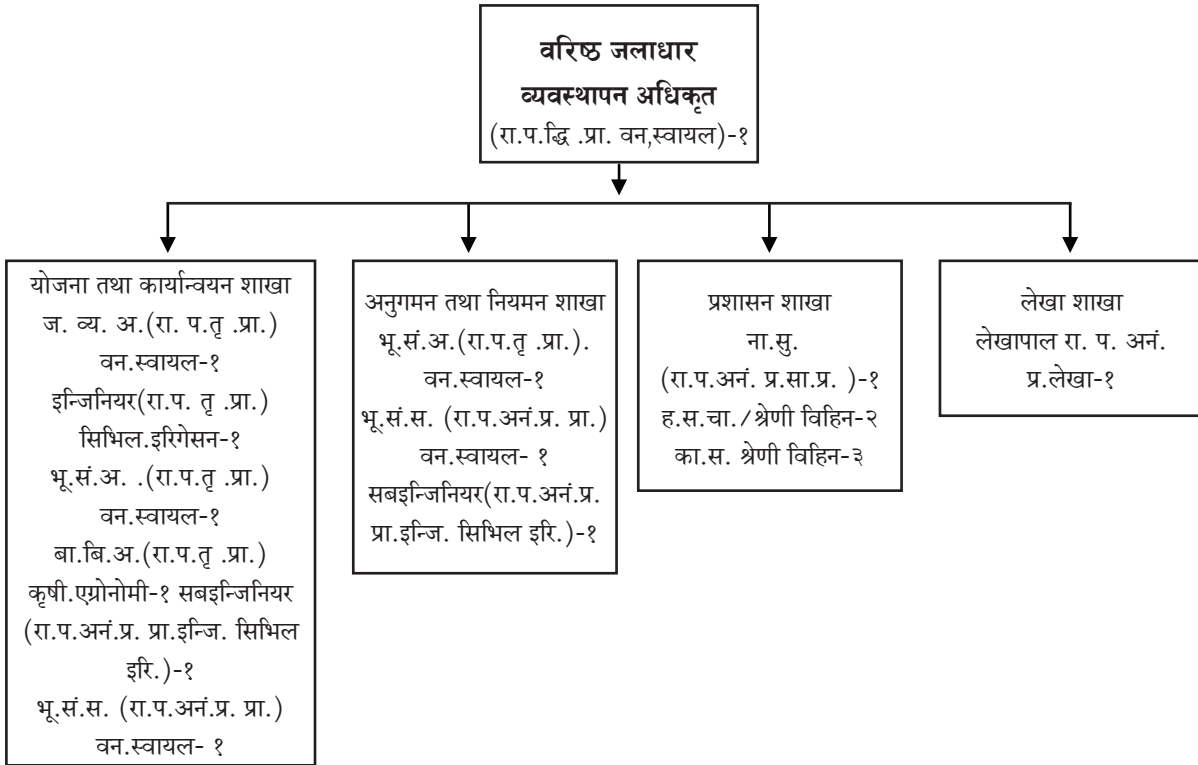 वरिष्ठ जलाधार
व्यवस्थापन अधिकृत
(रा.प.द्धि .प्रा. वन,स्वायल)-१
योजना तथा कार्यान्वयन शाखा
ज. व्य. अ.(रा. प.तृ .प्रा.)
वन.स्वायल-१
इन्जिनियर(रा.प. तृ .प्रा.)
सिभिल.इरिगेसन-१
भू.सं.अ. .(रा.प.तृ .प्रा.)
वन.स्वायल-१
बा.बि.अ.(रा.प.तृ .प्रा.)
कृषी.एग्रोनोमी-१ सबइन्जिनियर
(रा.प.अनं.प्र. प्रा.इन्जि. सिभिल
इरि.)-१
भू.सं.स. (रा.प.अनं.प्र. प्रा.)
वन.स्वायल- १
अनुगमन तथा नियमन शाखा
भू.सं.अ.(रा.प.तृ .प्रा.).
वन.स्वायल-१
भू.सं.स. (रा.प.अनं.प्र. प्रा.)
वन.स्वायल- १
सबइन्जिनियर(रा.प.अनं.प्र.
प्रा.इन्जि. सिभिल इरि.)-१
प्रशासन शाखा
ना.सु.
(रा.प.अनं. प्र.सा.प्र. )-१
ह.स.चा./श्रेणी विहिन-२
का.स. श्रेणी विहिन-३
लेखा शाखा
लेखापाल रा. प. अनं.
प्र.लेखा-१